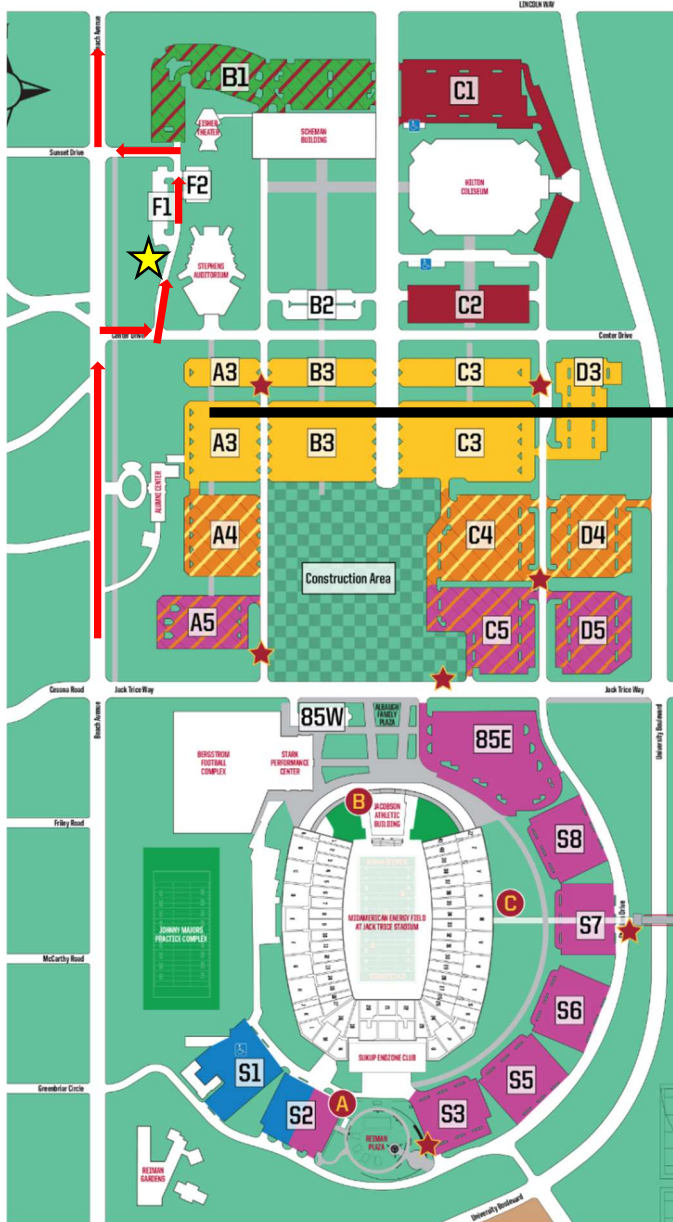 LINCOLN WAY
Beach Avenue
B1
C1
FISHER
THEATER
SCHEMAN
BUILDING
Sunset Drive
F2
F1
HILTON
COLISEUM
STEPHENS
AUDITORIUM
B2
C2
Center Drive
Center Drive
A3
B3
C3
D3
A3
B3
C3
ALUMNI CENTER
A4
C4
D4
Construction Area
A5
C5
D5
Cessna Road
Jack Trice Way
Jack Trice Way
Beach Avenue
University Boulevard
85W
ALBAUGH
FAMILY
PLAZA
85E
BERGSTROM
FOOTBALL
COMPLEX
STARK
PERFORMANCE
CENTER
B
JACOBSON
ATHLETIC
BUILDING
Friley Road
S8
C
S7
JOHNNY MAJORS
PRACTICE COMPLEX
MIDAMERICAN ENERGY FIELD
AT JACK TRICE STADIUM
Drive
McCarthy Road
S6
SUKUP ENDZONE CLUB
S1
S5
Greenbriar Circle
S2
A
S3
REIMAN
PLAZA
REIMAN
GARDENS
University Boulevard